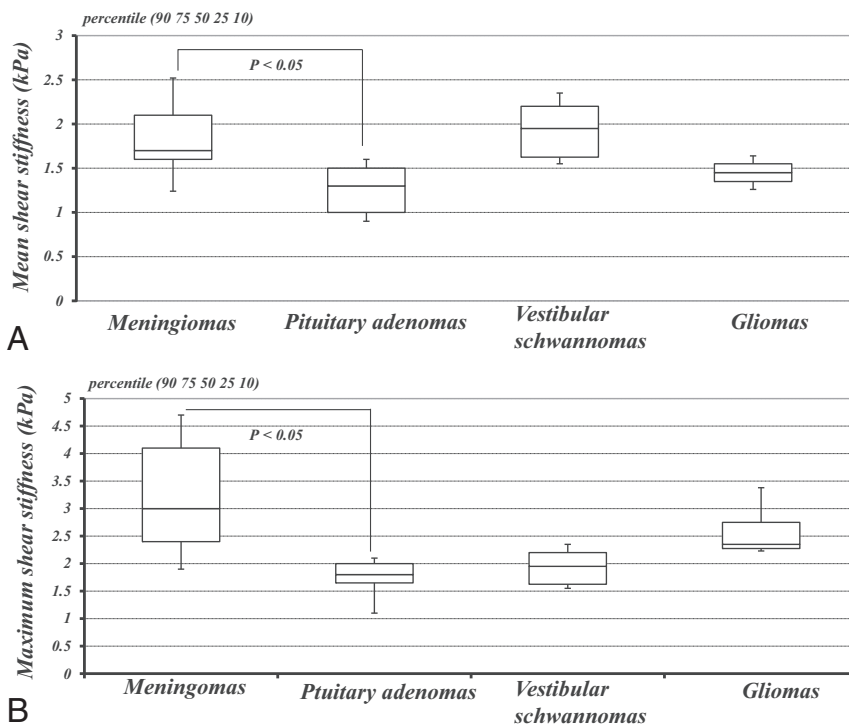 percentile (90 75 50 25 10)
Mean shear stiffness (kPa)
3
2.5
2
1.5
1
0.5
0
P < 0.05
Meningiomas
Pituitary adenomas
Vestibular
schwannomas
Gliomas
A
percentile (90 75 50 25 10)
Maximum shear stiffness (kPa)
5
4.5
4
3.5
3
2.5
2
1.5
1
0.5
0
P < 0.05
Meningomas
Ptuitary adenomas
Vestibular
schwannomas
Gliomas
B